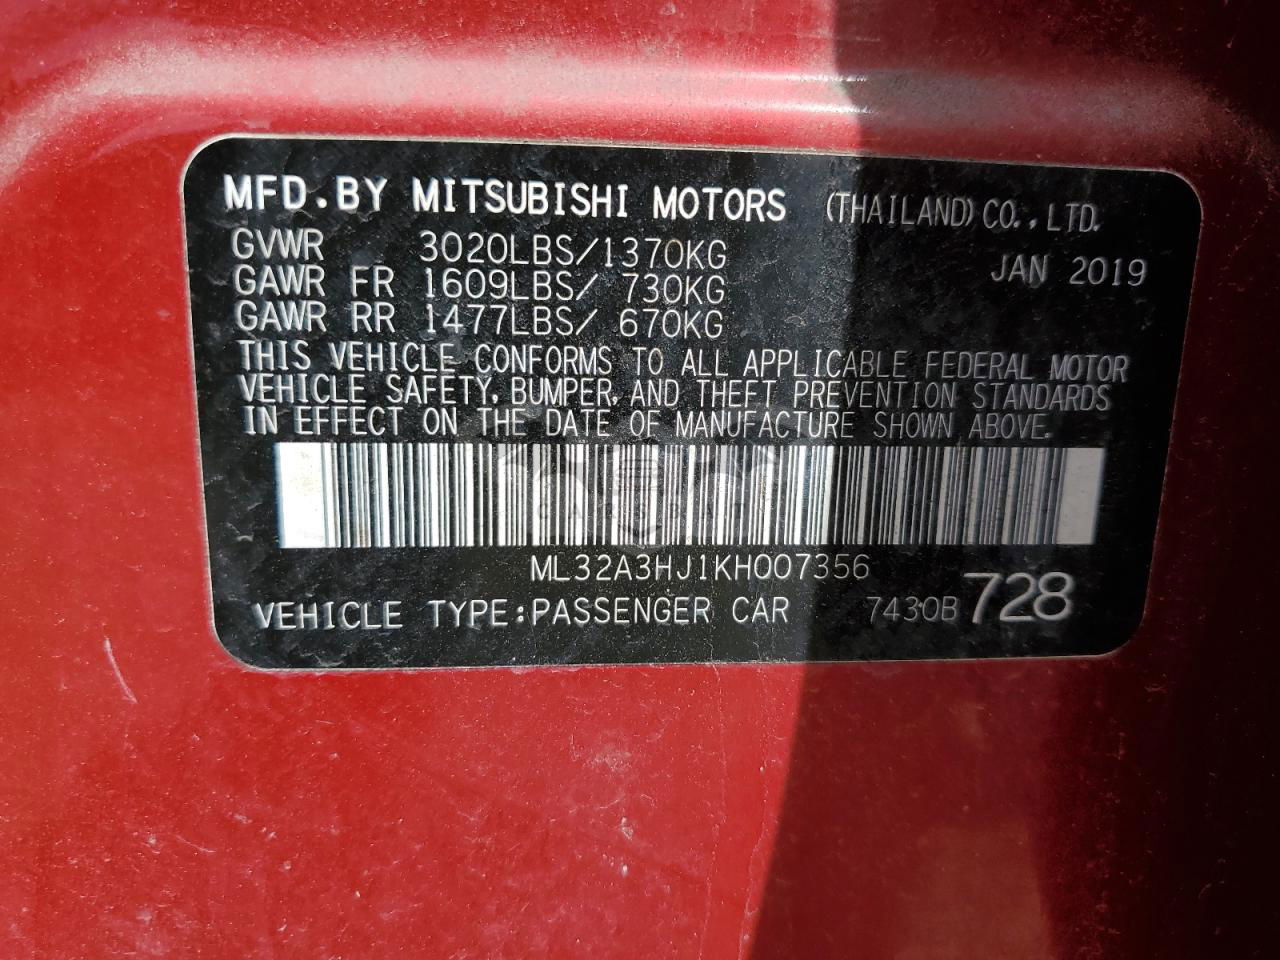 MFD.BY MITSUBISHI MOTORS (THAILAND)CO.,LTD.
GVWR 3020LBS/1370KG JAN 2019
GAWR FR 1609LBS/ 730KG
GAWR RR 1477LBS/ 670KG
THIS VEHICLE CONFORMS TO ALL APPLICABLE FEDERAL MOTOR
VEHICLE SAFETY, BUMPER, AND THEFT PREVENTION STANDARDS
IN EFFECT ON THE DATE OF MANUFACTURE SHOWN ABOVE.
ML32A3HJ1KH007356
VEHICLE TYPE:PASSENGER CAR 7430B 728